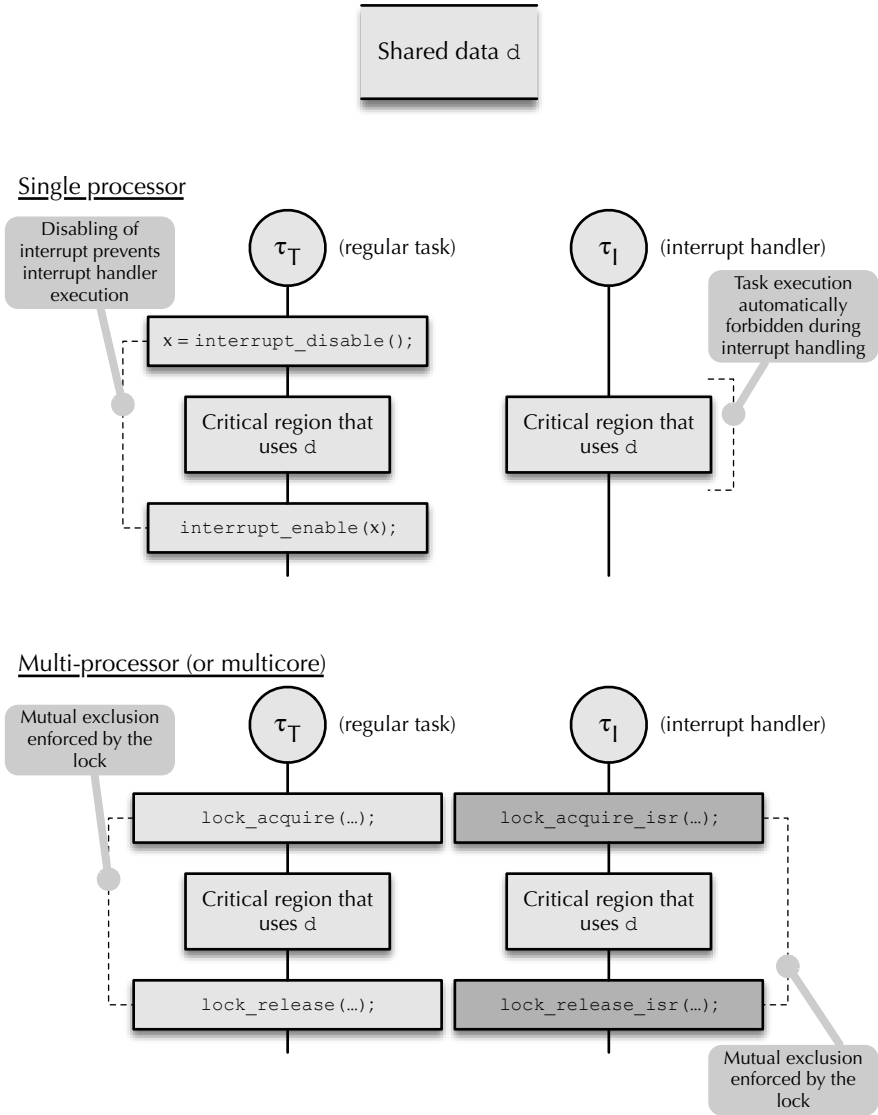 Shared data d
Single processor
Disabling of
interrupt prevents
interrupt handler
execution
τT (regular task)
τI (interrupt handler)
Task execution
automatically
forbidden during
interrupt handling
x = interrupt_disable();
Critical region that
uses d
Critical region that
uses d
interrupt_enable(x);
Multi-processor (or multicore)
Mutual exclusion
enforced by the
lock
τT (regular task)
τI (interrupt handler)
lock_acquire(…);
lock_acquire_isr(…);
Critical region that
uses d
Critical region that
uses d
lock_release(…);
lock_release_isr(…);
Mutual exclusion
enforced by the
lock